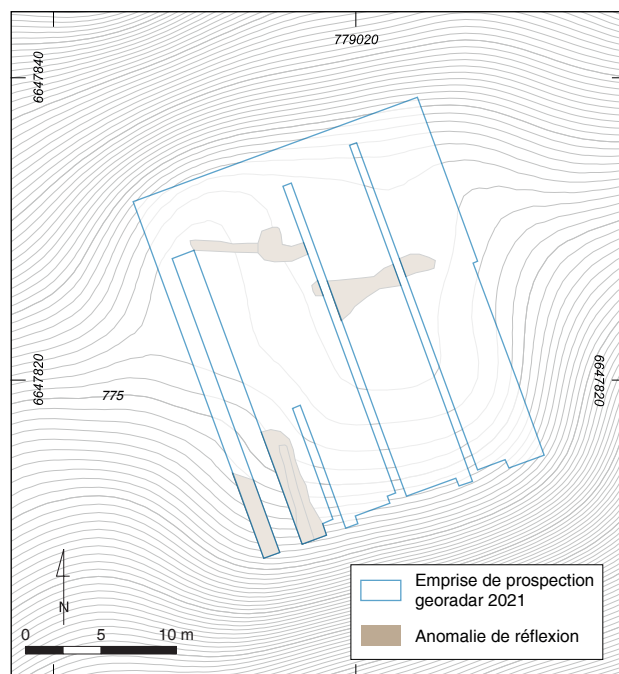 779020
6647840
6647820
775
6647820
N
0 5 10 m
Emprise de prospection
georadar 2021
Anomalie de réflexion